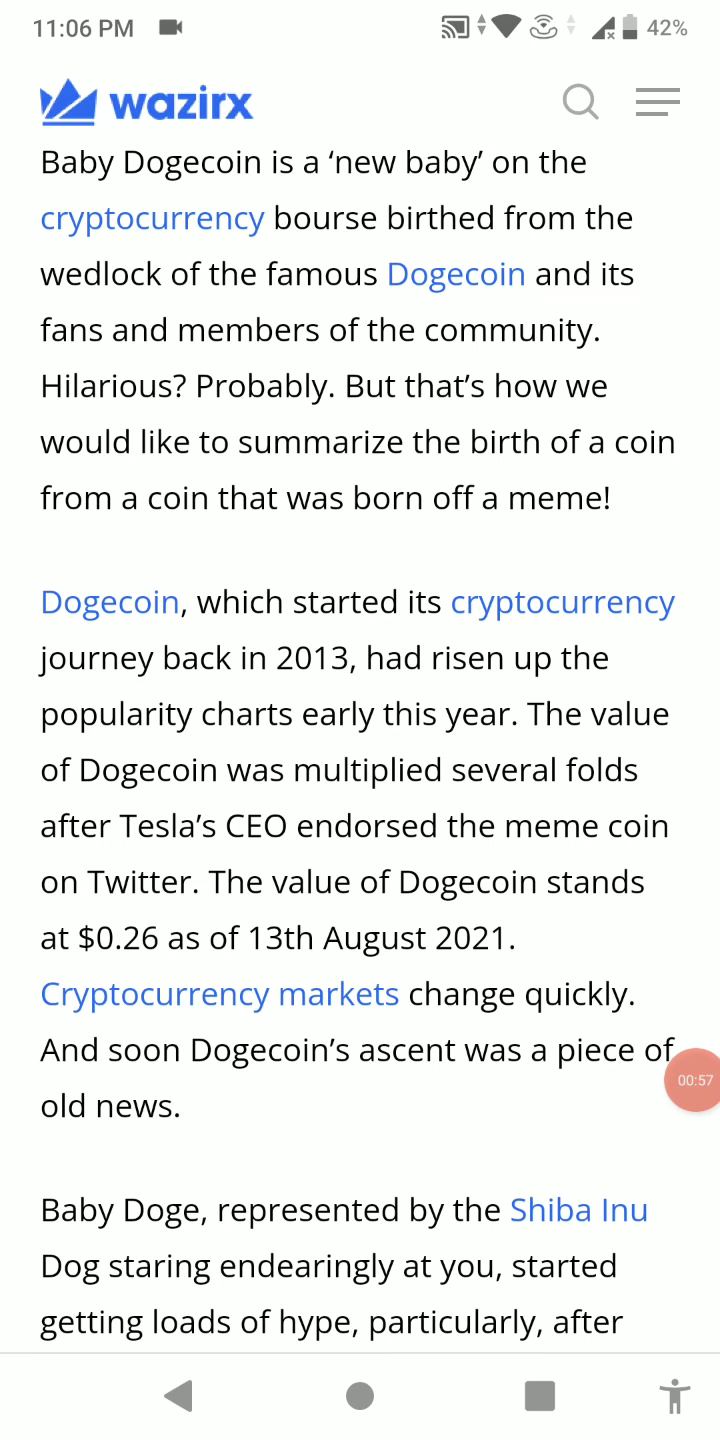 11:06 PM
42%
wazirx
Baby Dogecoin is a ‘new baby’ on the
cryptocurrency bourse birthed from the
wedlock of the famous Dogecoin and its
fans and members of the community.
Hilarious? Probably. But that’s how we
would like to summarize the birth of a coin
from a coin that was born off a meme!
Dogecoin, which started its cryptocurrency
journey back in 2013, had risen up the
popularity charts early this year. The value
of Dogecoin was multiplied several folds
after Tesla’s CEO endorsed the meme coin
on Twitter. The value of Dogecoin stands
at $0.26 as of 13th August 2021.
Cryptocurrency markets change quickly.
And soon Dogecoin’s ascent was a piece of
00:57
old news.
Baby Doge, represented by the Shiba Inu
Dog staring endearingly at you, started
getting loads of hype, particularly, after